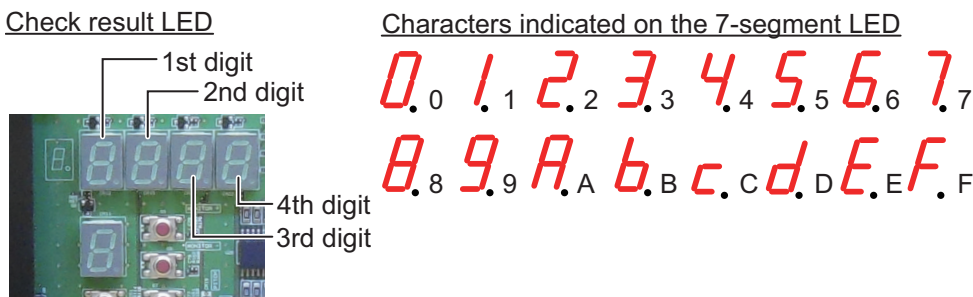 Check result LED
1st digit
2nd digit
4th digit
3rd digit
Characters indicated on the 7-segment LED
0. 0 1. 1 2. 2 3. 3 4. 4 5. 5 6. 6 7. 7
8. 8 9. 9 A. A b. B c. C d. D E. E F. F
MONITOR